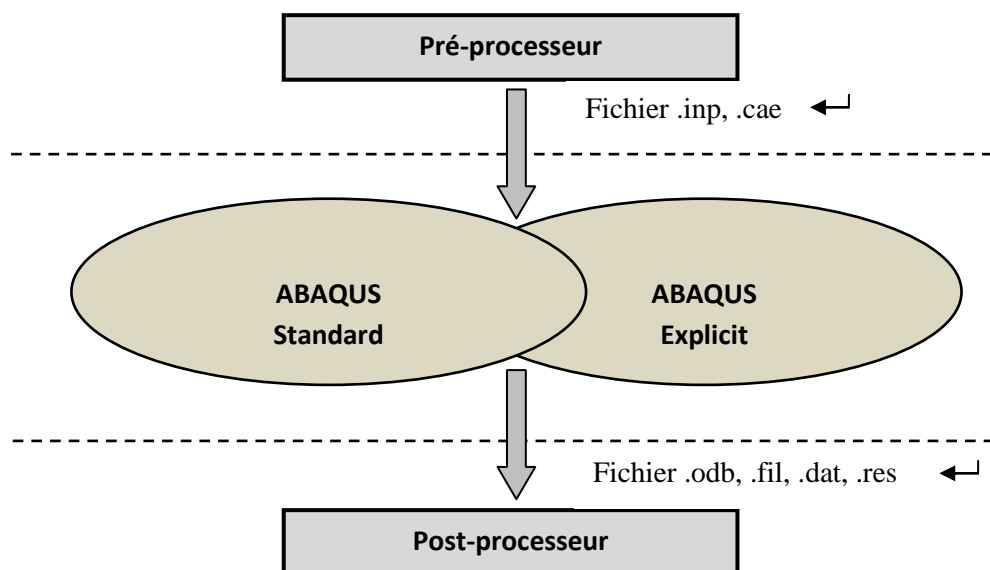 Pré-processeur
Fichier .inp, .cae
ABAQUS
Standard
ABAQUS
Explicit
Fichier .odb, .fil, .dat, .res
Post-processeur